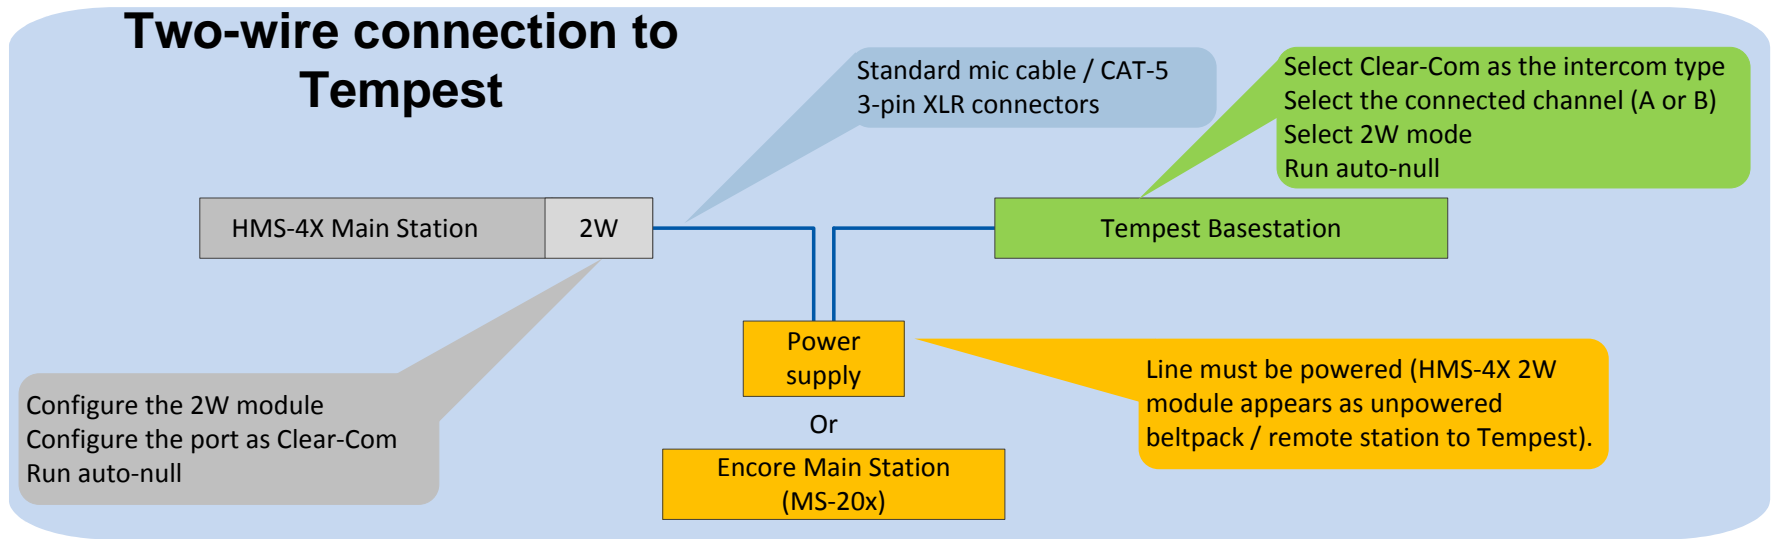 Two-wire connection to
Tempest
Standard mic cable / CAT-5
3-pin XLR connectors
Select Clear-Com as the intercom type
Select the connected channel (A or B)
Select 2W mode
Run auto-null
HMS-4X Main Station
2W
Tempest Basestation
Power
supply
Or
Encore Main Station
(MS-20x)
Line must be powered (HMS-4X 2W
module appears as unpowered
beltpack / remote station to Tempest).
Configure the 2W module
Configure the port as Clear-Com
Run auto-null